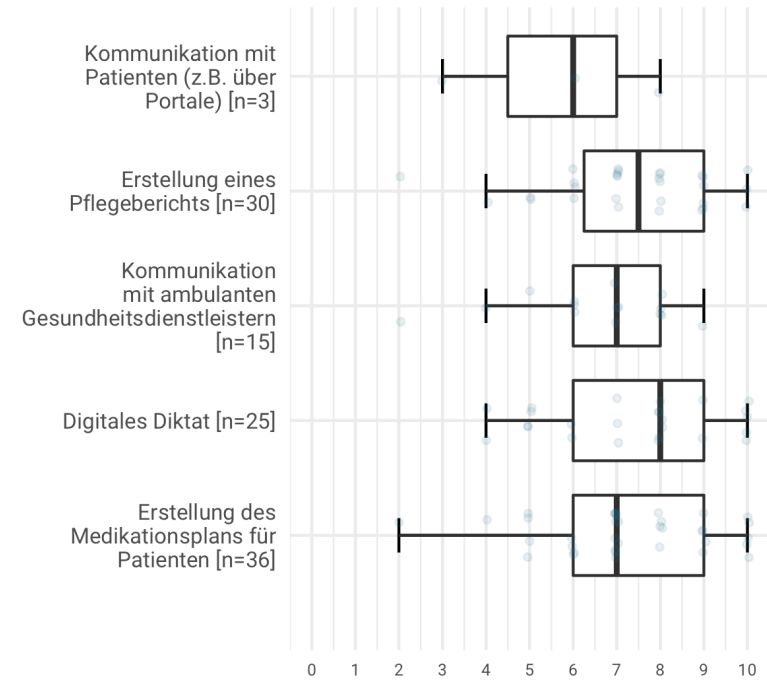 Kommunikation mit
Patienten (z.B. über
Portale) [n=3]
Erstellung eines
Pflegeberichts [n=30]
Kommunikation
mit ambulanten
Gesundheitsdienstleistern
[n=15]
Digitales Diktat [n=25]
Erstellung des
Medikationsplans für
Patienten [n=36]
0 1 2 3 4 5 6 7 8 9 10